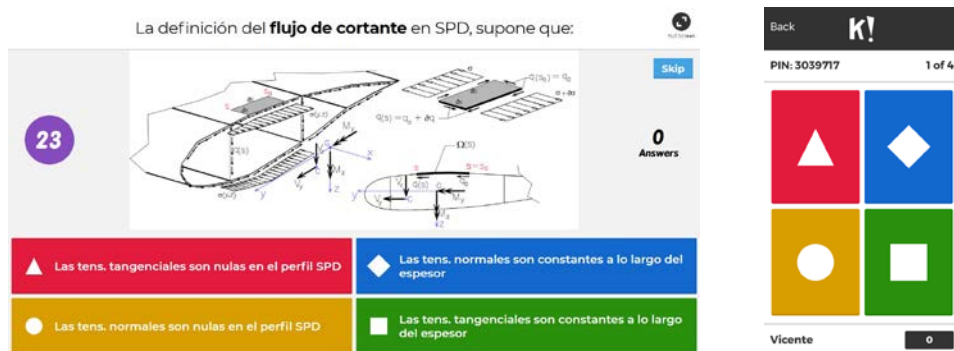 La definición del flujo de cortante en SPD, supone que:
Skip
23
0
Answers
Las tens. tangenciales son nulas en el perfil SPD
Las tens. normales son constantes a lo largo del
espesor
Las tens. normales son nulas en el perfil SPD
Las tens. tangenciales son constantes a lo largo
del espesor
Back
K!
PIN: 3039717
1 of 4
Vicente
0